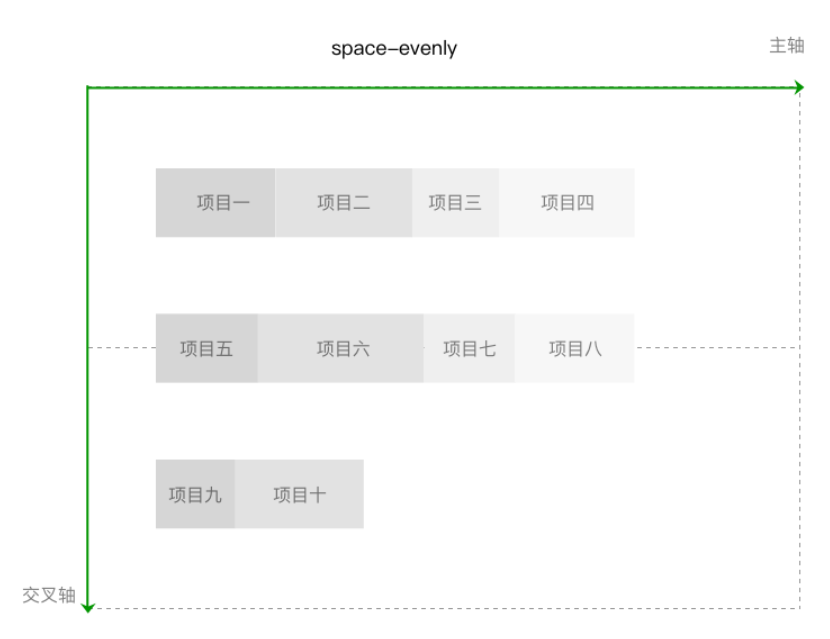 space-evenly
主轴
项目一 项目二 项目三 项目四
项目五 项目六 项目七 项目八
项目九 项目十
交叉轴